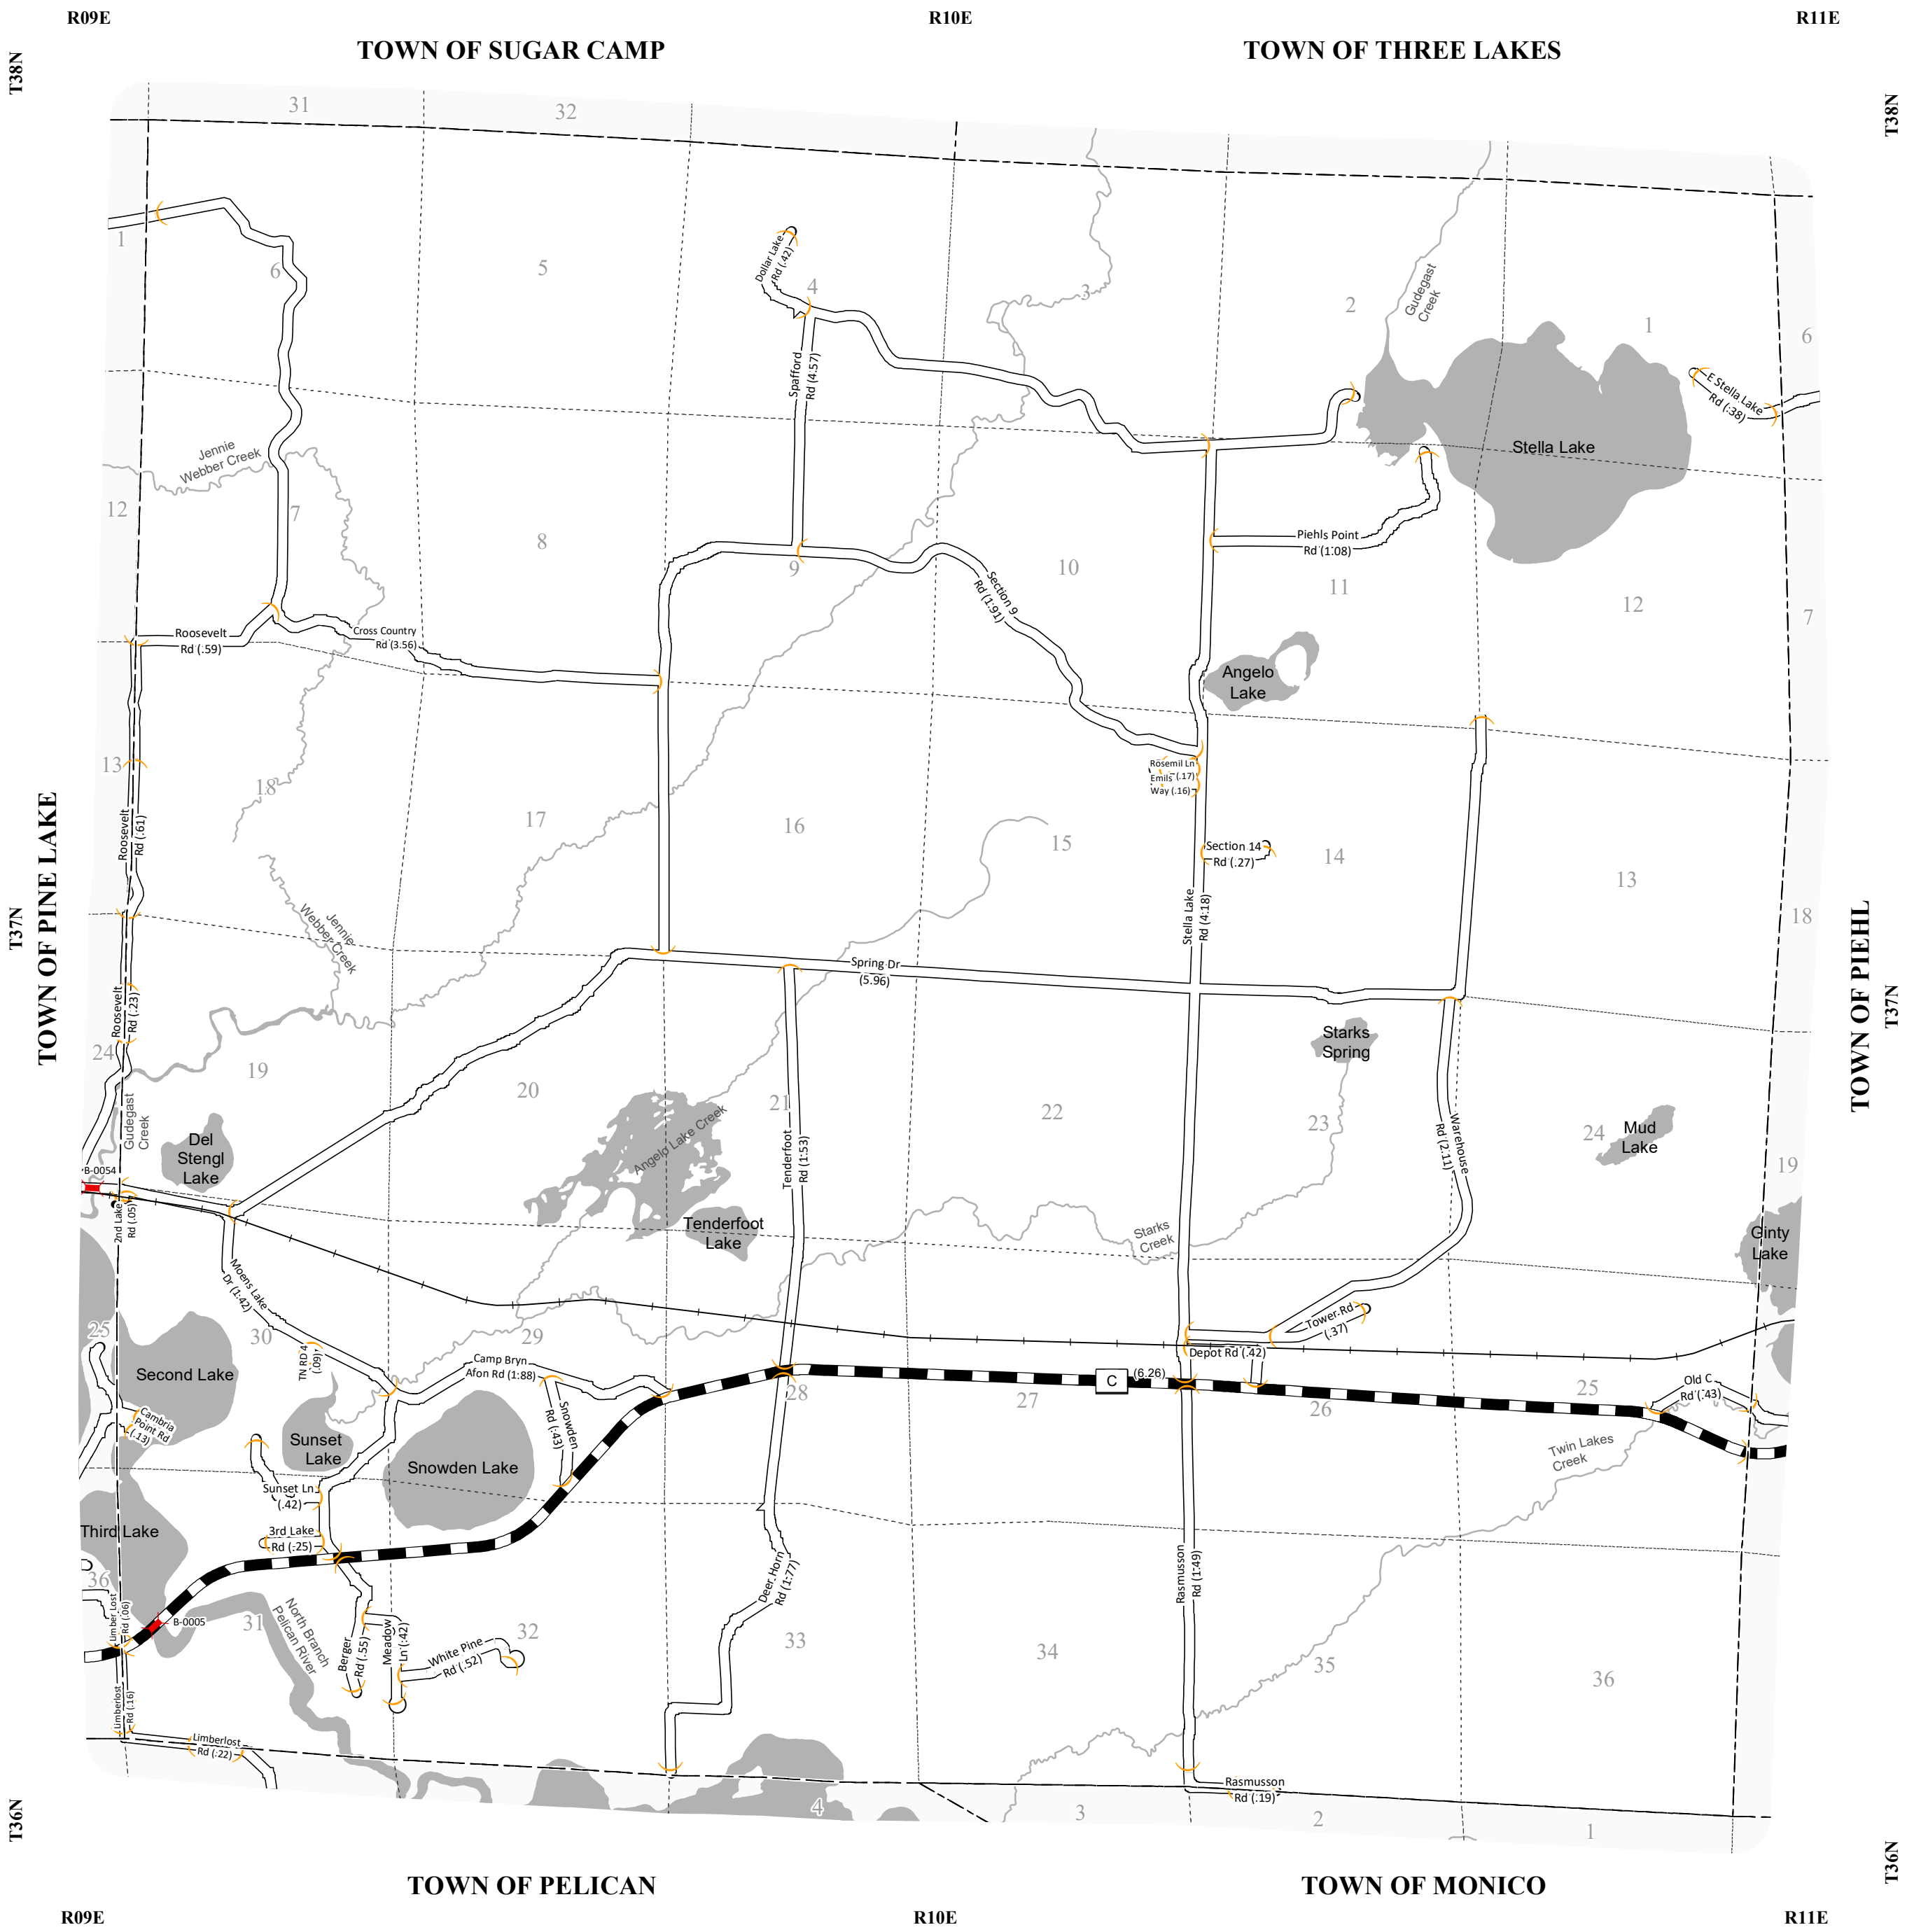 R09E
R10E
R11E
TOWN OF SUGAR CAMP
TOWN OF THREE LAKES
T38N
T38N
31
32
1
6
5
4
3
2
1
6
Dollar Lake
Rd (.42)
Gudegast
Creek
Spafford
Rd (4.57)
E Stella Lake
Rd (.38)
Stella Lake
Jennie
Webber Creek
12
7
8
9
10
11
12
7
Piehls Point
Rd (1.08)
Section 9
Rd (1.91)
Roosevelt
Rd (.59)
Cross Country
Rd (3.56)
Angelo
Lake
13
18
17
16
15
14
13
18
Rosemil Ln
(.17)
Emils
Way (.16)
Section 14
Rd (.27)
Roosevelt
Rd (.61)
TOWN OF PINE LAKE
T37N
Jennie
Webber Creek
Stella Lake
Rd (4.18)
Spring Dr
(5.96)
TOWN OF PIEHL
T37N
Roosevelt
Rd (.23)
24
19
20
21
22
23
24
19
Starks
Spring
Gudegast
Creek
Del
Stengl
Lake
Angelo Lake Creek
Tenderfoot
Rd (1.53)
Warehouse
Rd (2.11)
Mud
Lake
B-0054
2nd Lake
Rd (.05)
Tenderfoot
Lake
Starks
Creek
Ginty
Lake
Moens Lake
Dr (1.42)
25
30
29
28
27
26
25
Tower Rd
(.37)
TN RD 4
(.09)
Depot Rd (.42)
Second Lake
Camp Bryn
Afon Rd (1.88)
C
(6.26)
Old C
Rd (.43)
Cambria
Point Rd
(.13)
Snowden
Rd (.43)
Sunset
Lake
Snowden Lake
Twin Lakes
Creek
Sunset Ln
(.42)
Third Lake
3rd Lake
Rd (.25)
36
31
32
33
34
35
36
Deer Horn
Rd (1.77)
Rasmusson
Rd (1.49)
Limber Lost
Rd (.06)
B-0005
North Branch
Pelican River
Berger
Rd (.55)
Meadow
Ln (.42)
White Pine
Rd (.52)
Limberlost
Rd (.16)
Limberlost
Rd (.22)
Rasmusson
Rd (.19)
4
3
2
1
T36N
T36N
TOWN OF PELICAN
TOWN OF MONICO
R09E
R10E
R11E